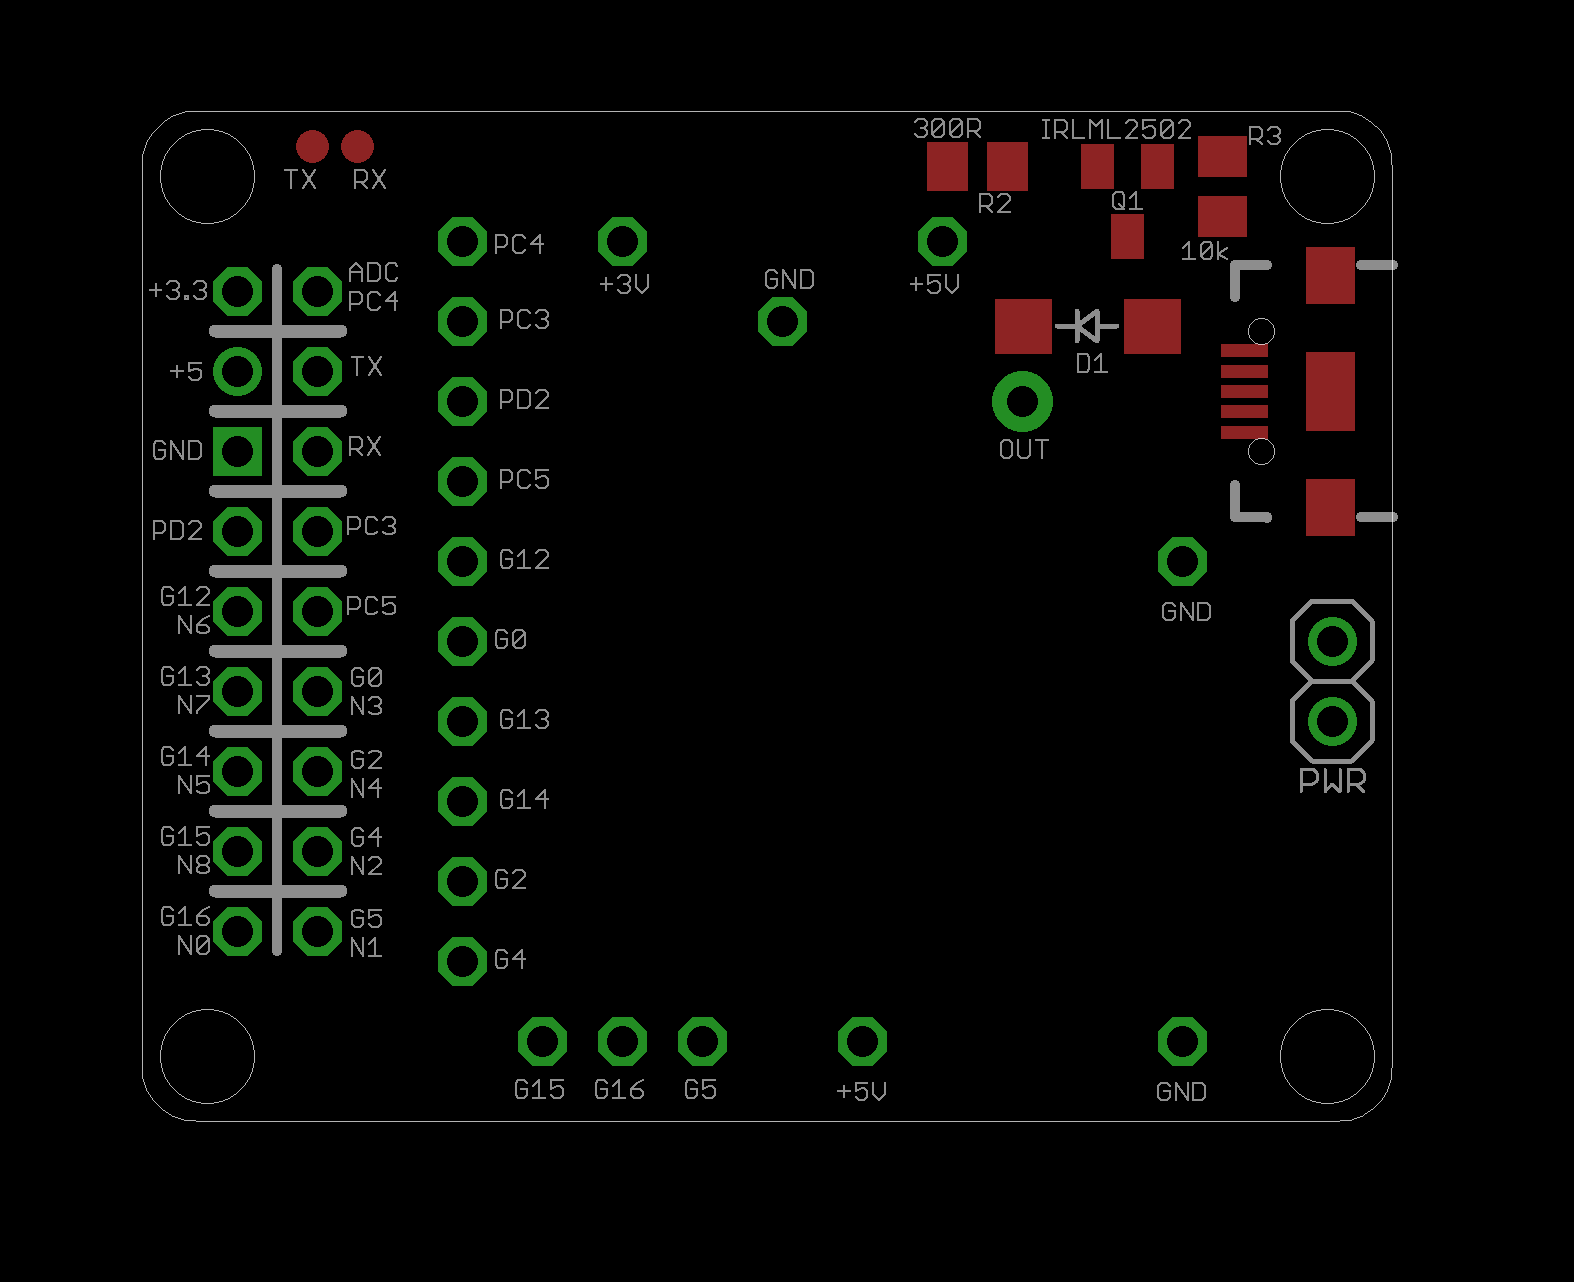 300R
IRLML2502
R3
TX
RX
R2
Q1
10k
PC4
+3V
+5V
GND
+3.3
ADC
PC4
PC3
+5
TX
D1
PD2
OUT
GND
RX
PC5
PD2
PC3
G12
GND
G12
N6
PC5
G0
G13
N7
G0
N3
G13
PWR
G14
N5
G2
N4
G14
G15
N8
G4
N2
G2
G16
N0
G5
N1
G4
G15
G16
G5
+5V
GND